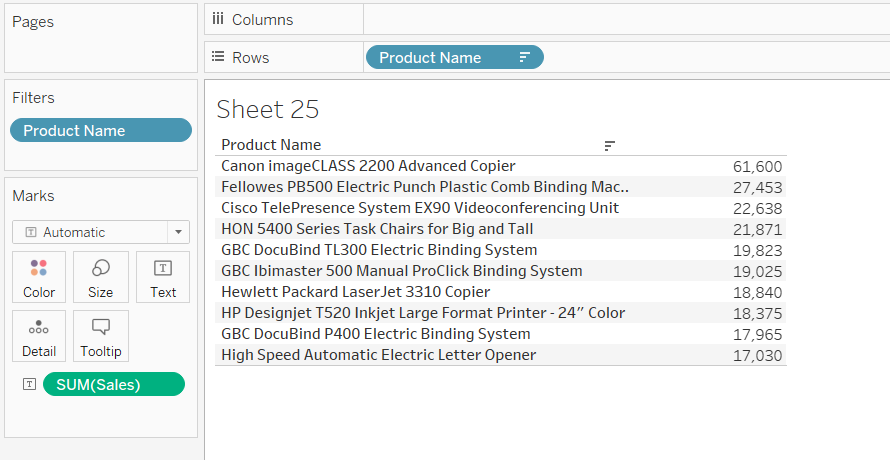 Pages
Columns
Rows
Product Name
Filters
Product Name
Marks
Automatic
Color
Size
Text
Detail
Tooltip
SUM(Sales)
Sheet 25
Product Name
Canon imageCLASS 2200 Advanced Copier 61,600
Fellowes PB500 Electric Punch Plastic Comb Binding Mac.. 27,453
Cisco TelePresence System EX90 Videoconferencing Unit 22,638
HON 5400 Series Task Chairs for Big and Tall 21,871
GBC DocuBind TL300 Electric Binding System 19,823
GBC Ibimaster 500 Manual ProClick Binding System 19,025
Hewlett Packard LaserJet 3310 Copier 18,840
HP Designjet T520 Inkjet Large Format Printer - 24” Color 18,375
GBC DocuBind P400 Electric Binding System 17,965
High Speed Automatic Electric Letter Opener 17,030